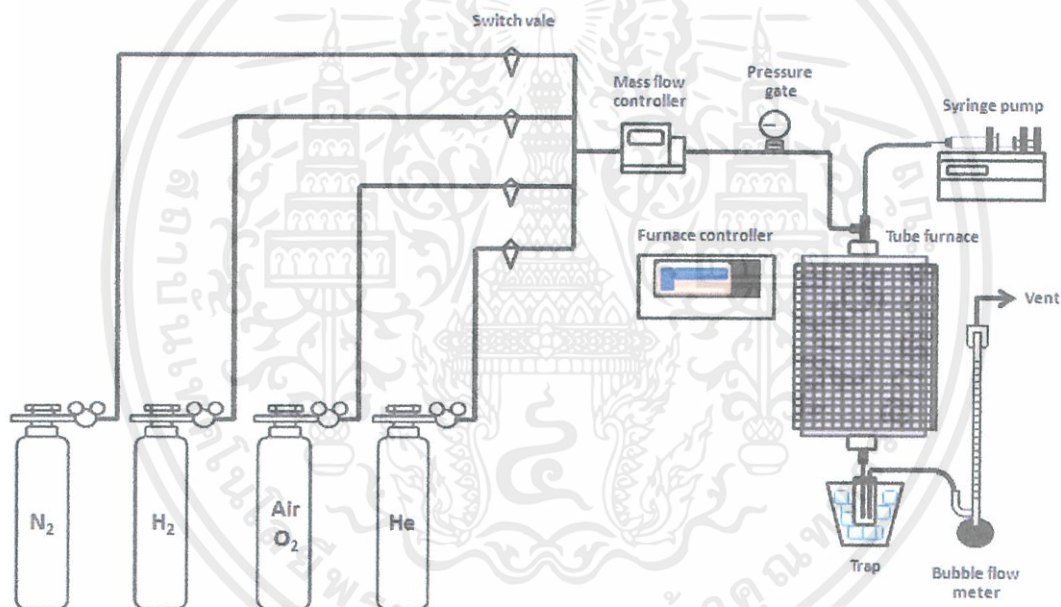 Switch vale
Mass flow
controller
Pressure
gate
Syringe pump
Furnace controller
Tube furnace
Vent
N₂
H₂
Air
O₂
He
Trap
Bubble flow
meter